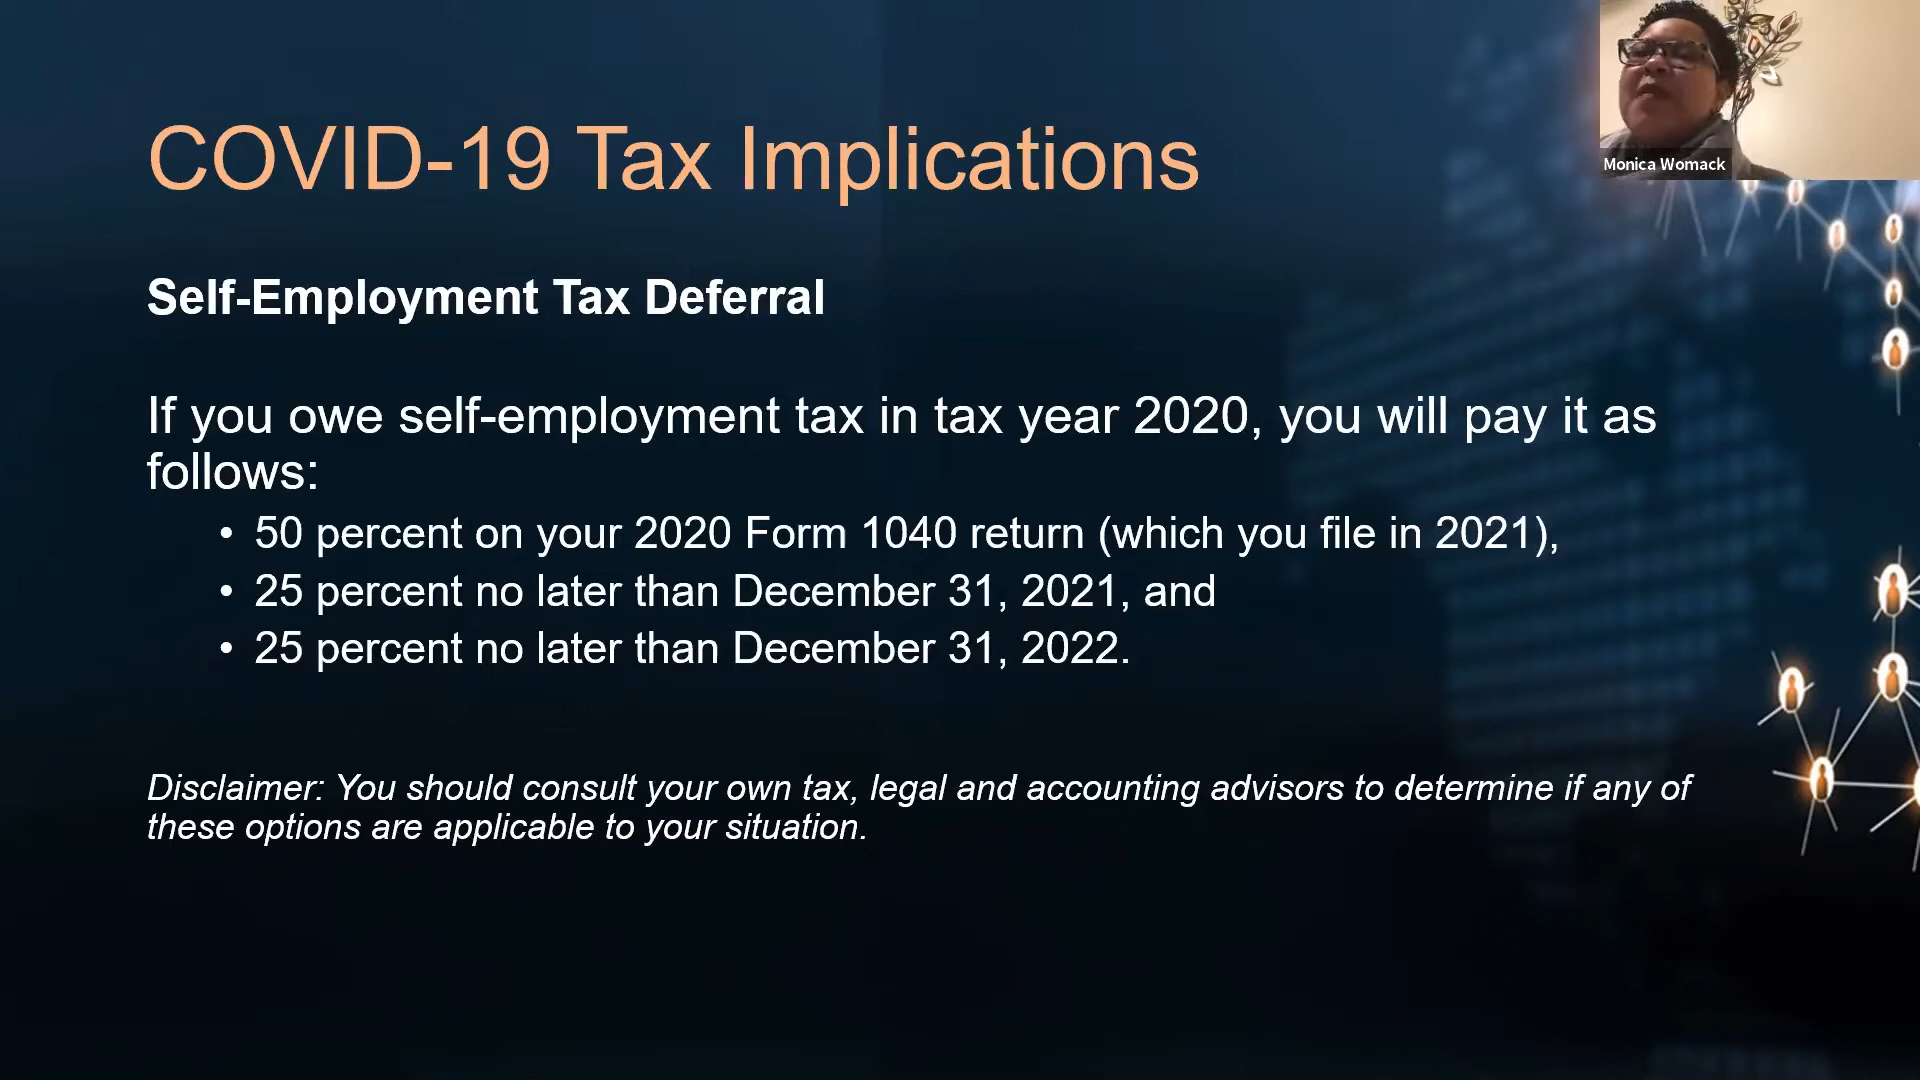 COVID-19 Tax Implications
Monica Womack
Self-Employment Tax Deferral
If you owe self-employment tax in tax year 2020, you will pay it as
follows:
• 50 percent on your 2020 Form 1040 return (which you file in 2021),
• 25 percent no later than December 31, 2021, and
• 25 percent no later than December 31, 2022.
Disclaimer: You should consult your own tax, legal and accounting advisors to determine if any of
these options are applicable to your situation.